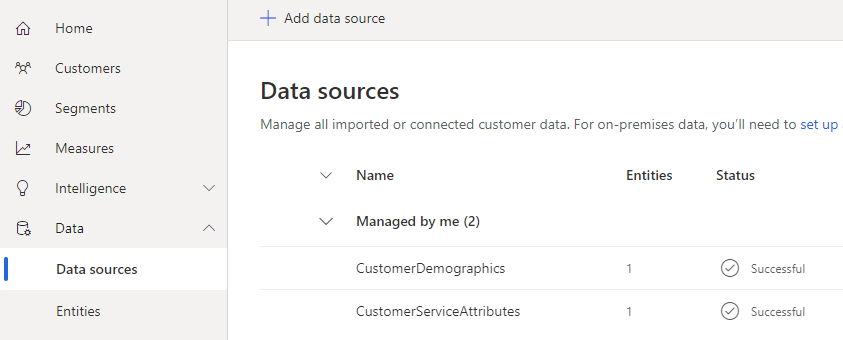 Home
Customers
Segments
Measures
Intelligence
Data
Data sources
Entities
+ Add data source
Data sources
Manage all imported or connected customer data. For on-premises data, you'll need to set up
Name Entities Status
Managed by me (2)
CustomerDemographics 1 Successful
CustomerServiceAttributes 1 Successful